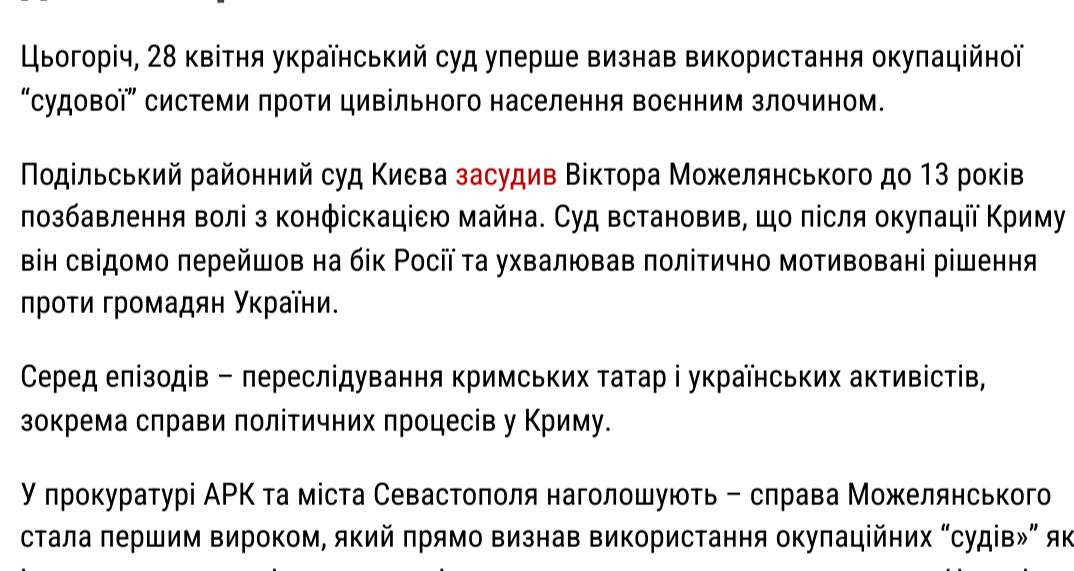 Цьогоріч, 28 квітня український суд уперше визнав використання окупаційної
“судової” системи проти цивільного населення воєнним злочином.
Подільський районний суд Києва засудив Віктора Можелянського до 13 років
позбавлення волі з конфіскацією майна. Суд встановив, що після окупації Криму
він свідомо перейшов на бік Росії та ухвалював політично мотивовані рішення
проти громадян України.
Серед епізодів – переслідування кримських татар і українських активістів,
зокрема справи політичних процесів у Криму.
У прокуратурі АРК та міста Севастополя наголошують – справа Можелянського
стала першим вироком, який прямо визнав використання окупаційних “судів»” як